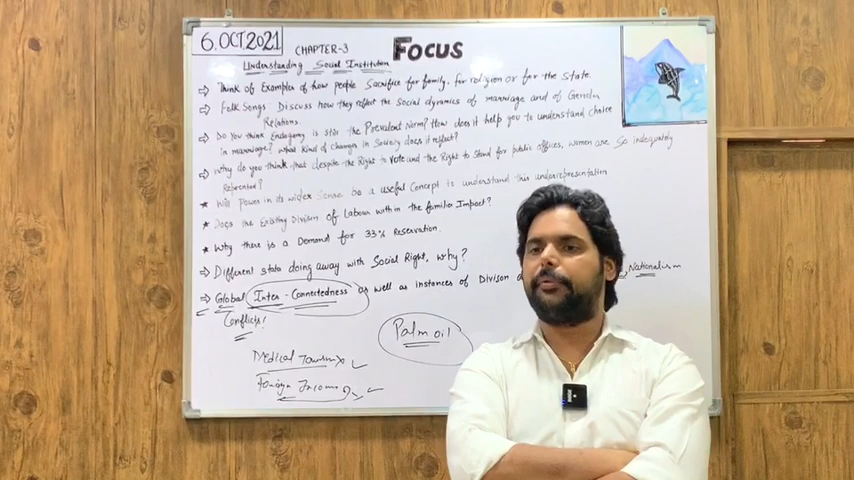 6. OCT. 2021
CHAPTER-3
FOCUS
Understanding Social Institution
⇒ Think of Examples of how people Sacrifice for family, for religion or for the state.
⇒ Folk Songs: Discuss how they reflect the Social dynamics of marriage and of Gender
Relations
⇒ Do You think Endogamy is still the Prevalent Norm? How does it help you to understand choice
in marriage? What kind of changes in Society does it reflect?
⇒ Why do you think that despite the Right to vote and the Right to Stand for public offices, women are so inadequately
Represented?
★ Will power in its wider Sense be a useful Concept to understand this underrepresentation
★ Does the Existing Division of Labour within the families Impact?
★ Why there is a Demand for 33% Reservation.
⇒ Different state doing away with Social Right, why?
⇒ Global Inter-Connectedness as well as instances of Divison Nationalism
Conflicts!
Palm oil
Medical Tourism
Foreign Income